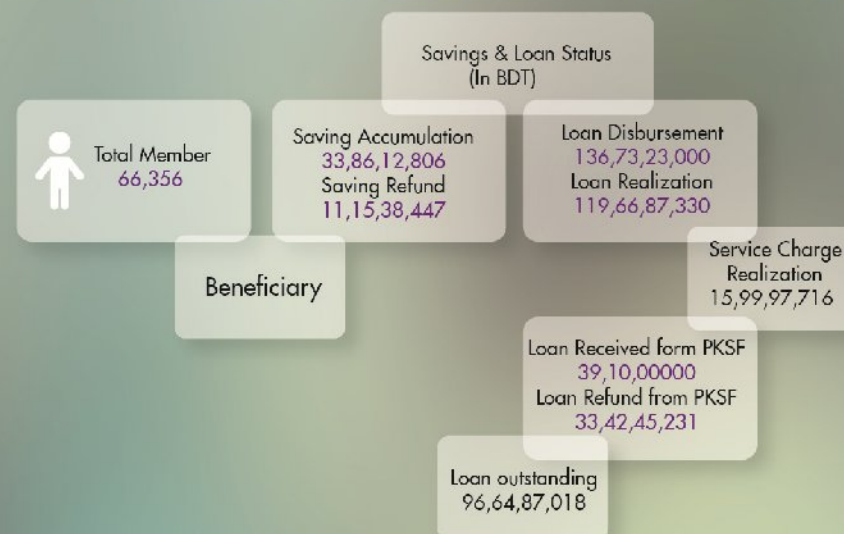 Savings & Loan Status
(In BDT)
Total Member
66,356
Beneficiary
Saving Accumulation
33,86,12,806
Saving Refund
11,15,38,447
Loan Disbursement
136,73,23,000
Loan Realization
119,66,87,330
Service Charge
Realization
15,99,97,716
Loan Received form PKSF
39,10,00000
Loan Refund from PKSF
33,42,45,231
Loan outstanding
96,64,87,018